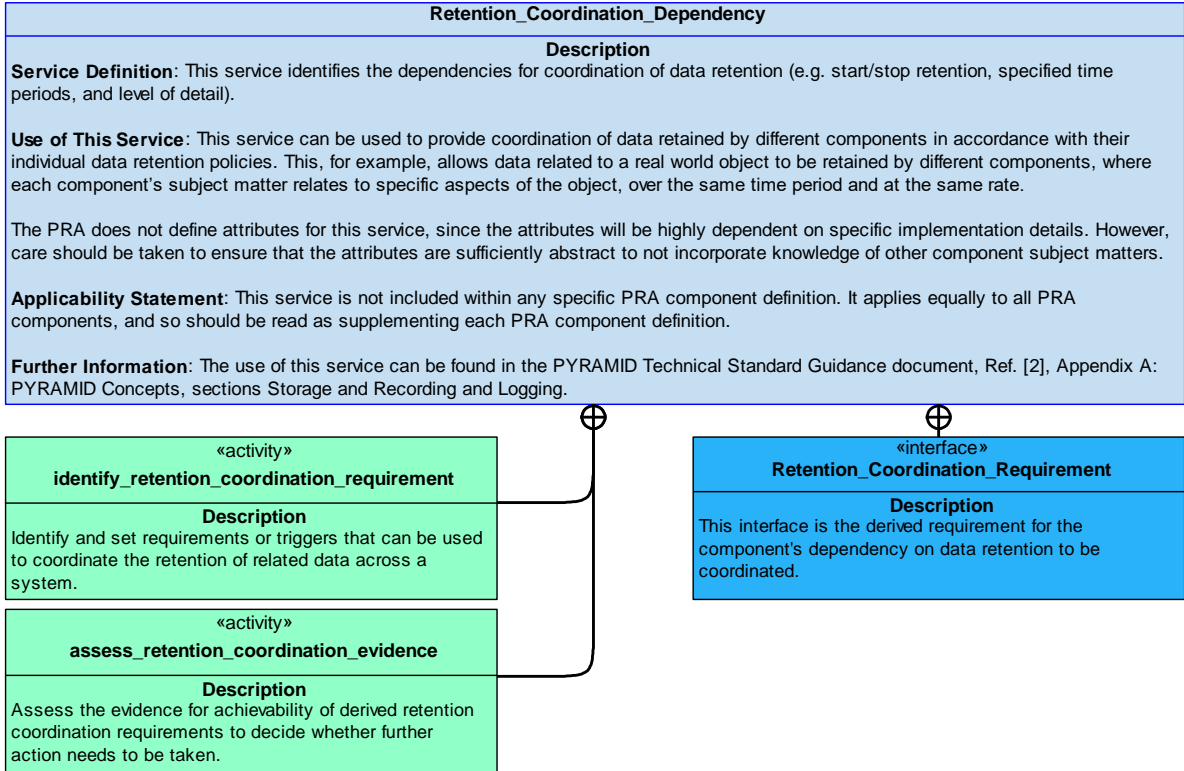 Retention_Coordination_Dependency
Description
Service Definition: This service identifies the dependencies for coordination of data retention (e.g. start/stop retention, specified time
periods, and level of detail).
Use of This Service: This service can be used to provide coordination of data retained by different components in accordance with their
individual data retention policies. This, for example, allows data related to a real world object to be retained by different components, where
each component's subject matter relates to specific aspects of the object, over the same time period and at the same rate.
The PRA does not define attributes for this service, since the attributes will be highly dependent on specific implementation details. However,
care should be taken to ensure that the attributes are sufficiently abstract to not incorporate knowledge of other component subject matters.
Applicability Statement: This service is not included within any specific PRA component definition. It applies equally to all PRA
components, and so should be read as supplementing each PRA component definition.
Further Information: The use of this service can be found in the PYRAMID Technical Standard Guidance document, Ref. [2], Appendix A:
PYRAMID Concepts, sections Storage and Recording and Logging.
«activity»
identify_retention_coordination_requirement
Description
Identify and set requirements or triggers that can be used
to coordinate the retention of related data across a
system.
«interface»
Retention_Coordination_Requirement
Description
This interface is the derived requirement for the
component's dependency on data retention to be
coordinated.
«activity»
assess_retention_coordination_evidence
Description
Assess the evidence for achievability of derived retention
coordination requirements to decide whether further
action needs to be taken.